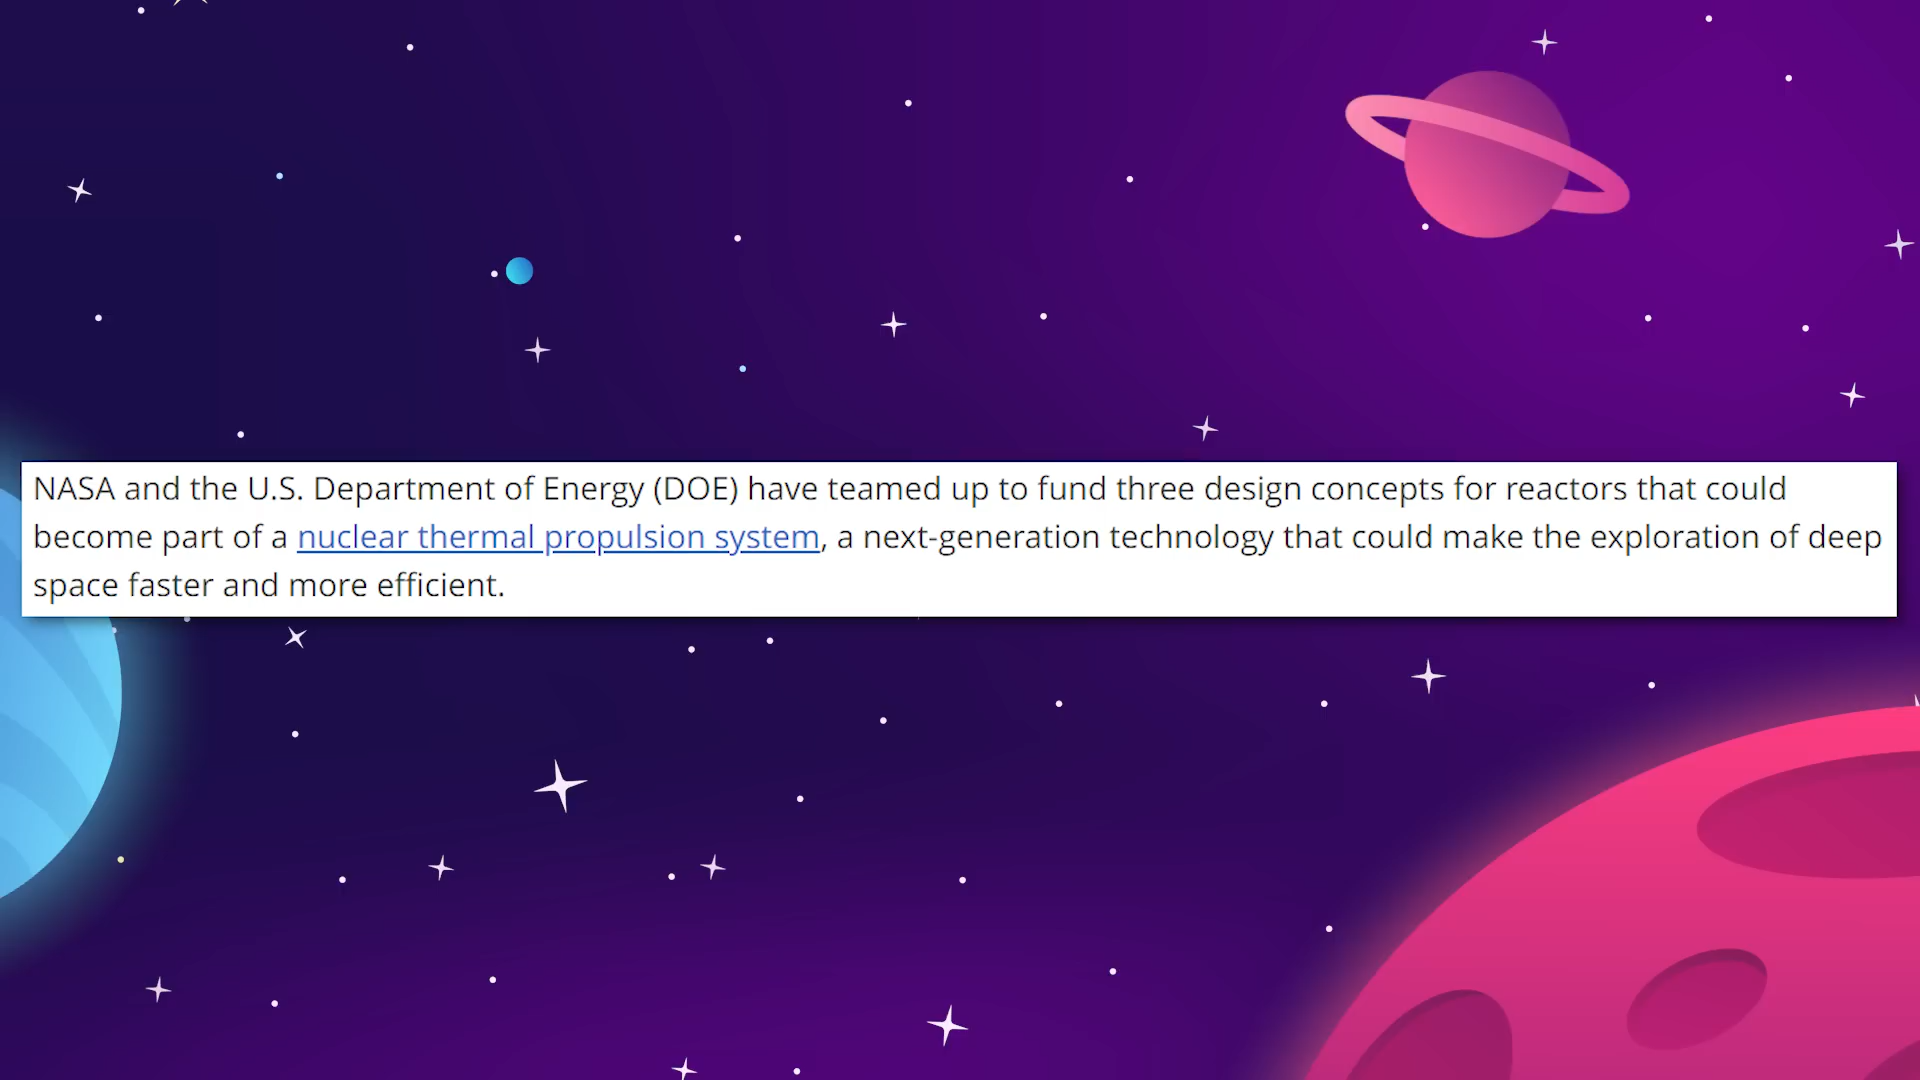 NASA and the U.S. Department of Energy (DOE) have teamed up to fund three design concepts for reactors that could
become part of a nuclear thermal propulsion system, a next-generation technology that could make the exploration of deep
space faster and more efficient.